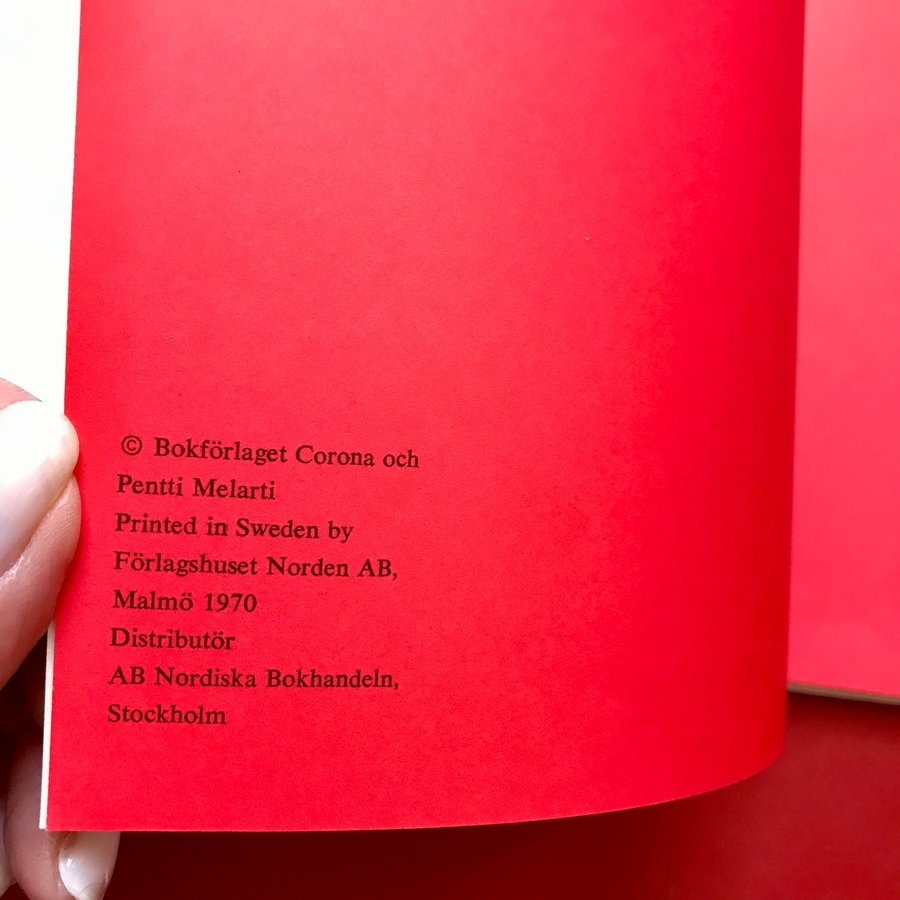 © Bokförlaget Corona och
Pentti Melarti
Printed in Sweden by
Förlagshuset Norden AB,
Malmö 1970
Distributör
AB Nordiska Bokhandeln,
Stockholm